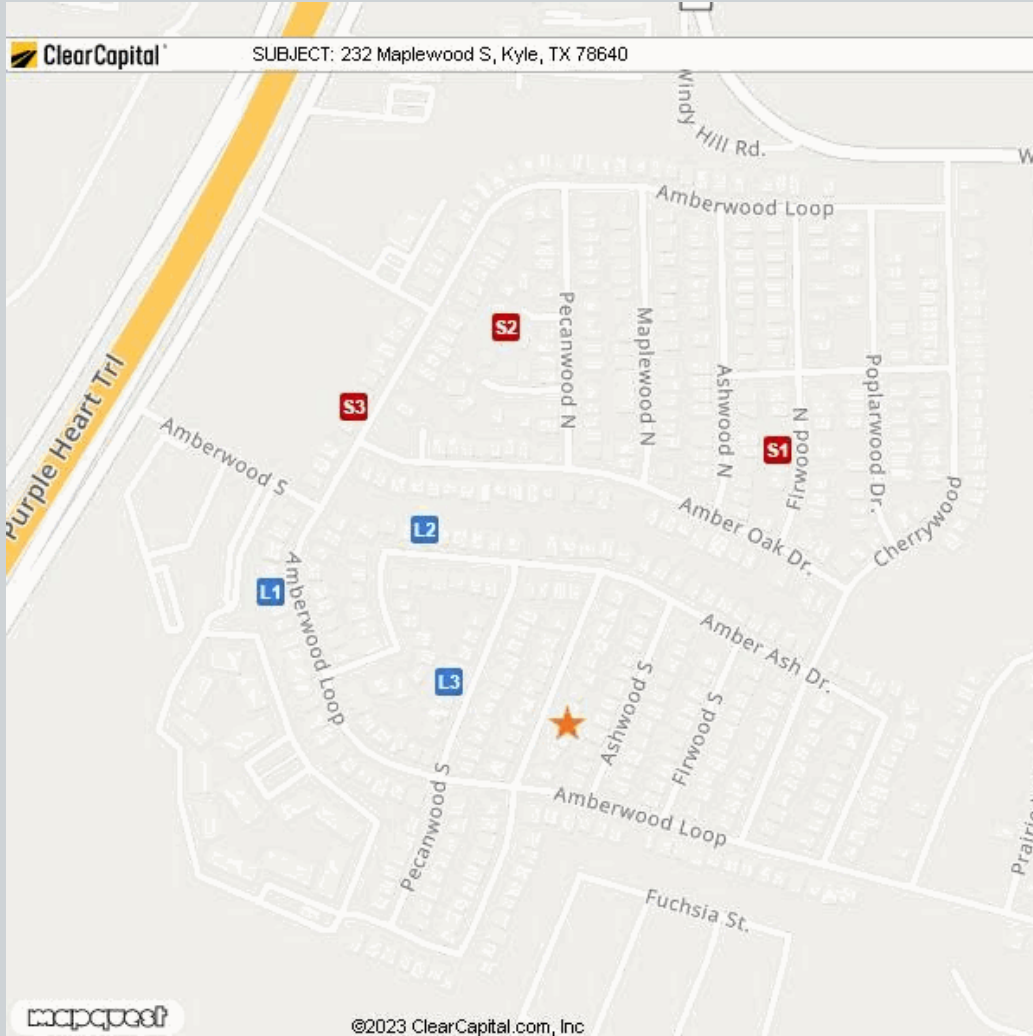 ClearCapital
SUBJECT: 232 Maplewood S, Kyle, TX 78640
Windy Hill Rd.
W
Amberwood Loop
S2
Pecanwood N
Maplewood N
Purple Heart Trl
S3
Ashwood N
Poplarwood Dr.
Firwood N
S1
Amberwood S
Amber Oak Dr.
Cherrywood
L2
L1
Amberwood Loop
Amber Ash Dr.
L3
Ashwood S
Firwood S
Pecanwood S
Amberwood Loop
Prairie
Fuchsia St.
mapquest
©2023 ClearCapital.com, Inc